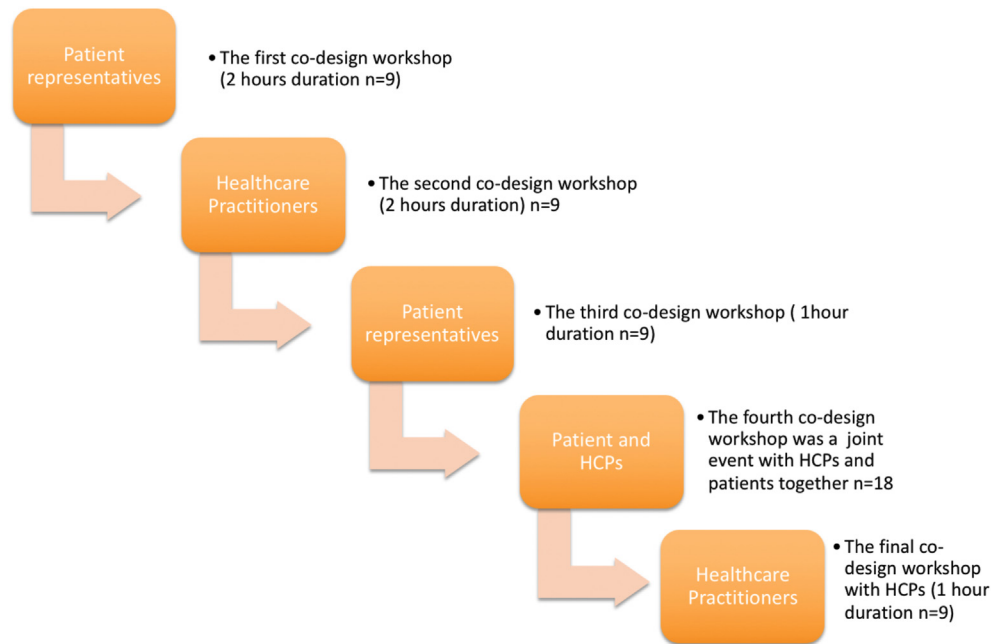 Patient
representatives
• The first co-design workshop
(2 hours duration n=9)
Healthcare
Practitioners
• The second co-design workshop
(2 hours duration) n=9
Patient
representatives
• The third co-design workshop ( 1hour
duration n=9)
Patient and
HCPs
• The fourth co-design
workshop was a joint
event with HCPs and
patients together n=18
Healthcare
Practitioners
• The final co-
design workshop
with HCPs (1 hour
duration n=9)